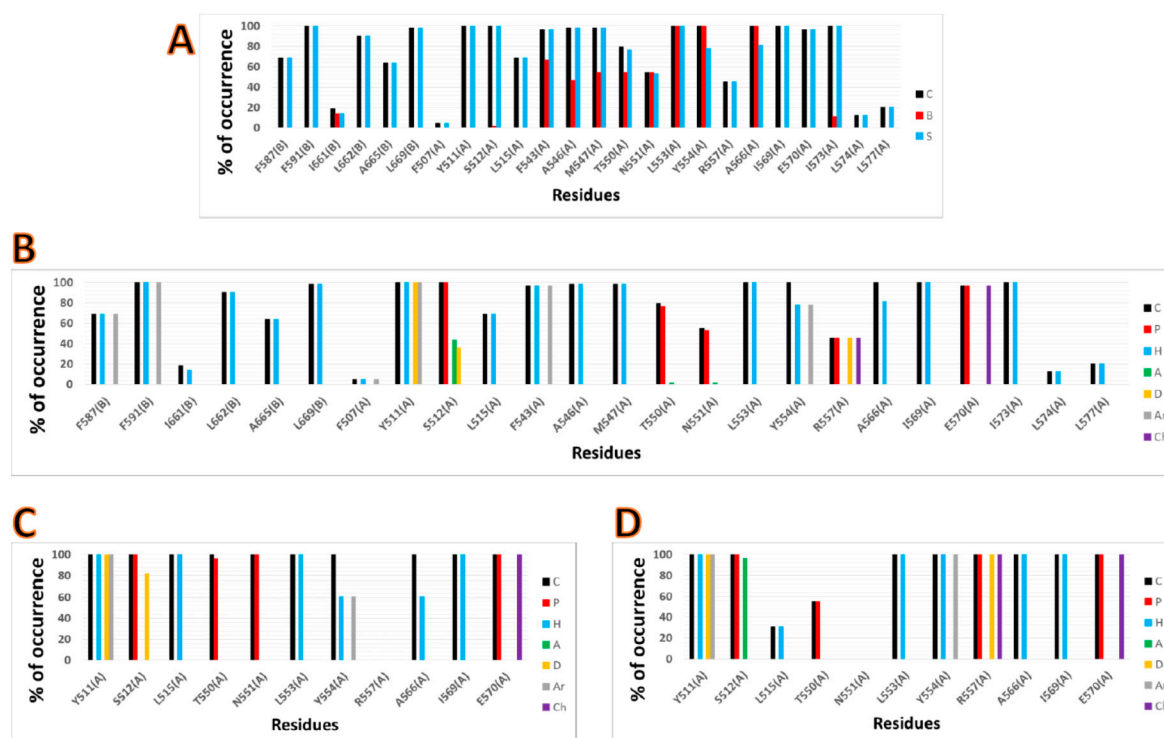 A
% of occurrence
100
80
60
40
20
0
F587(B) F591(B) I661(B) L662(B) A665(B) L669(B) F507(A) Y511(A) S512(A) L515(A) F543(A) A546(A) M547(A) T550(A) N551(A) L553(A) Y554(A) R557(A) A566(A) I569(A) E570(A) I573(A) L574(A) L577(A)
Residues
C
B
S
B
% of occurrence
100
80
60
40
20
0
F587(B) F591(B) I661(B) L662(B) A665(B) L669(B) F507(A) Y511(A) S512(A) L515(A) F543(A) A546(A) M547(A) T550(A) N551(A) L553(A) Y554(A) R557(A) A566(A) I569(A) E570(A) I573(A) L574(A) L577(A)
Residues
C
P
H
A
D
Ar
Ch
C
% of occurrence
100
80
60
40
20
0
Y511(A) S512(A) L515(A) T550(A) N551(A) L553(A) Y554(A) R557(A) A566(A) I569(A) E570(A)
Residues
C
P
H
A
D
Ar
Ch
D
% of occurrence
100
80
60
40
20
0
Y511(A) S512(A) L515(A) T550(A) N551(A) L553(A) Y554(A) R557(A) A566(A) I569(A) E570(A)
Residues
C
P
H
A
D
Ar
Ch